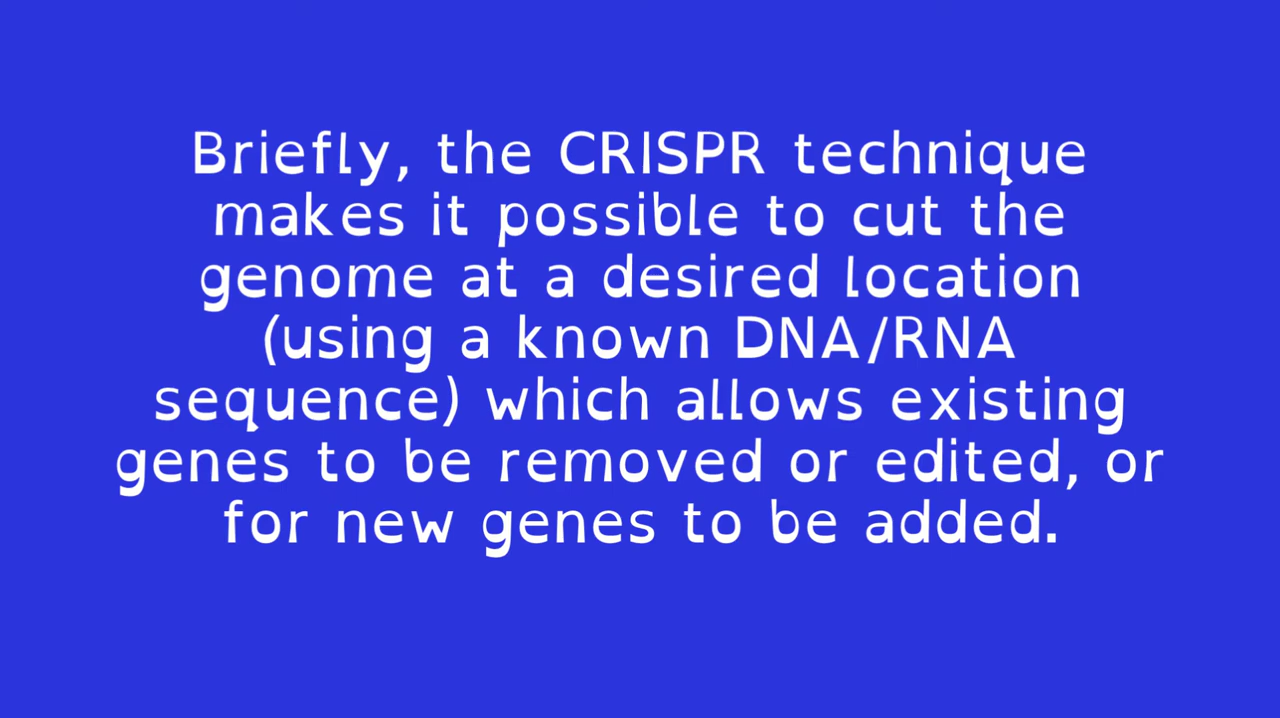 Briefly, the CRISPR technique
makes it possible to cut the
genome at a desired location
(using a known DNA/RNA
sequence) which allows existing
genes to be removed or edited, or
for new genes to be added.